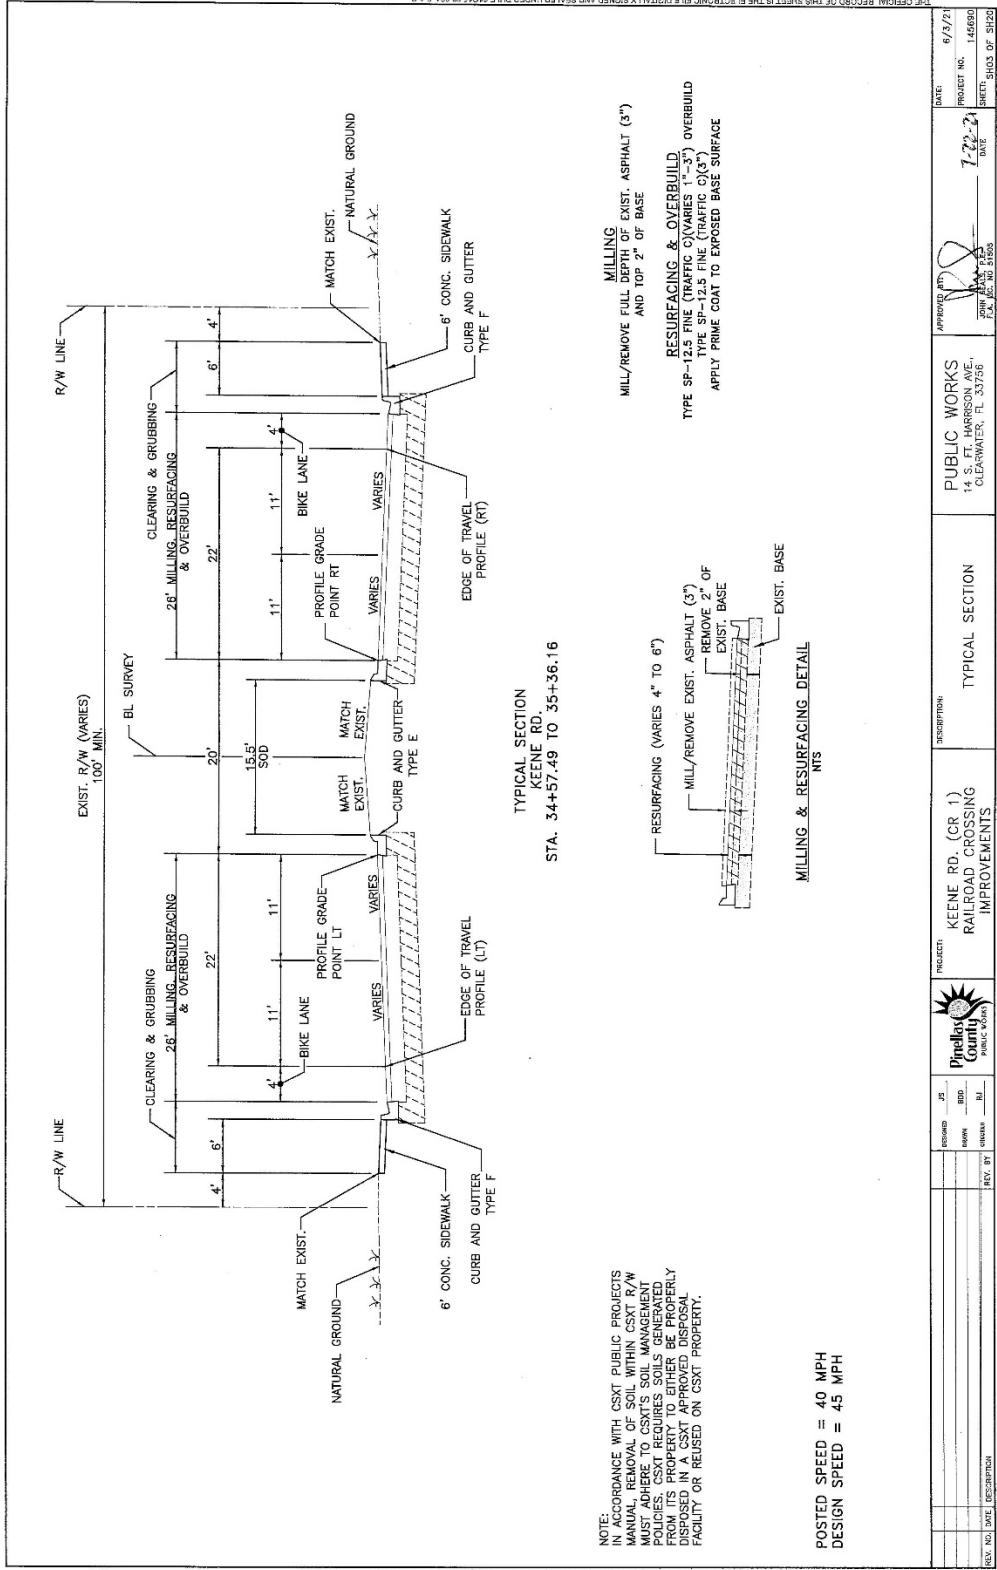 EXIST. R/W (VARIES)
100' MIN.
R/W LINE
R/W LINE
BL SURVEY
CLEARING & GRUBBING
CLEARING & GRUBBING
26' MILLING, RESURFACING
& OVERBUILD
26' MILLING, RESURFACING
& OVERBUILD
4'
6'
22'
20'
22'
6'
4'
15.5'
SOD
4'
11'
11'
11'
11'
4'
BIKE LANE
BIKE LANE
PROFILE GRADE
POINT LT
PROFILE GRADE
POINT RT
MATCH EXIST.
MATCH
EXIST.
MATCH
EXIST.
MATCH EXIST.
VARIES
VARIES
VARIES
VARIES
NATURAL GROUND
NATURAL GROUND
6' CONC. SIDEWALK
CURB AND GUTTER
TYPE F
EDGE OF TRAVEL
PROFILE (LT)
CURB AND GUTTER
TYPE E
EDGE OF TRAVEL
PROFILE (RT)
6' CONC. SIDEWALK
CURB AND GUTTER
TYPE F
TYPICAL SECTION
KEENE RD.
STA. 34+57.49 TO 35+36.16
NOTE:
IN ACCORDANCE WITH CSXT PUBLIC PROJECTS
MANUAL, REMOVAL OF SOIL WITHIN CSXT R/W
MUST ADHERE TO CSXT'S SOIL MANAGEMENT
POLICIES. CSXT REQUIRES SOILS GENERATED
FROM ITS PROPERTY TO EITHER BE PROPERLY
DISPOSED IN A CSXT APPROVED DISPOSAL
FACILITY OR REUSED ON CSXT PROPERTY.
POSTED SPEED = 40 MPH
DESIGN SPEED = 45 MPH
RESURFACING (VARIES 4" TO 6")
MILL/REMOVE EXIST. ASPHALT (3")
REMOVE 2" OF
EXIST. BASE
EXIST. BASE
MILLING & RESURFACING DETAIL
NTS
MILLING
MILL/REMOVE FULL DEPTH OF EXIST. ASPHALT (3")
AND TOP 2" OF BASE
RESURFACING & OVERBUILD
TYPE SP-12.5 FINE (TRAFFIC C)(VARIES 1"-3") OVERBUILD
TYPE SP-12.5 FINE (TRAFFIC C)(3")
APPLY PRIME COAT TO EXPOSED BASE SURFACE
REV. NO. DATE DESCRIPTION REV. BY
DESIGNED JS
DRAWN BDD
CHECKED RJ
Pinellas
County
PUBLIC WORKS
PROJECT:
KEENE RD. (CR 1)
RAILROAD CROSSING
IMPROVEMENTS
DESCRIPTION:
TYPICAL SECTION
PUBLIC WORKS
14 S. FT. HARRISON AVE.,
CLEARWATER, FL 33756
APPROVED BY:
7-22-21
DATE
DATE: 6/3/21
PROJECT NO. 145690
SHEET: SH03 OF SH20